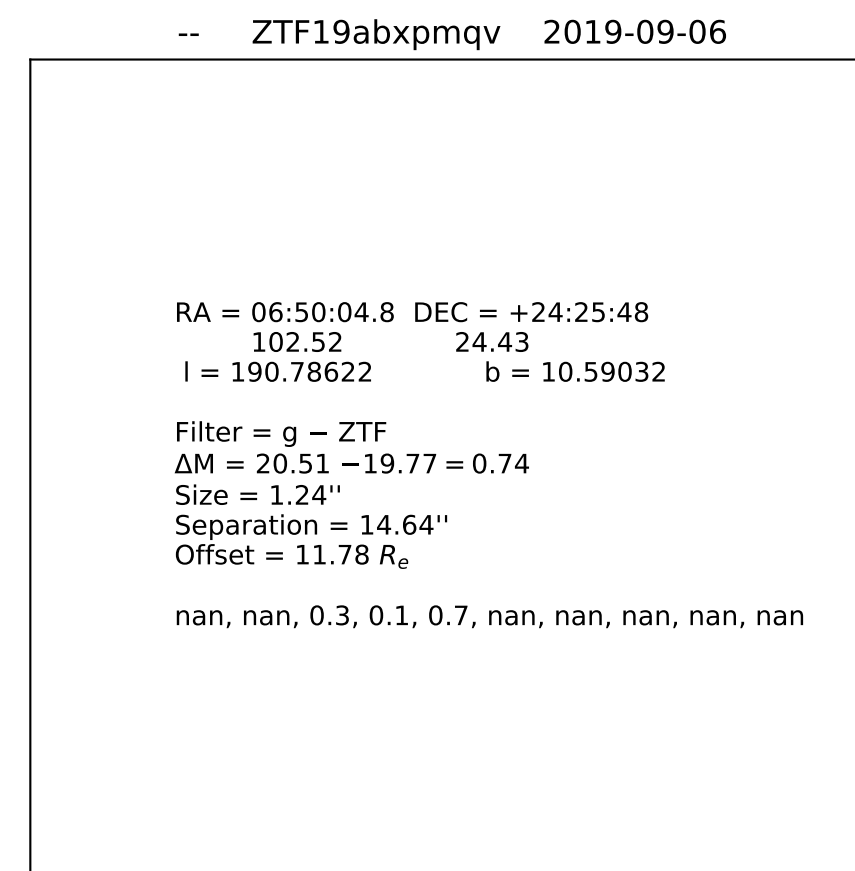 -- ZTF19abxpmqv 2019-09-06
RA = 06:50:04.8 DEC = +24:25:48
102.52 24.43
l = 190.78622 b = 10.59032
Filter = g − ZTF
ΔM = 20.51 −19.77 = 0.74
Size = 1.24''
Separation = 14.64''
Offset = 11.78 Re
nan, nan, 0.3, 0.1, 0.7, nan, nan, nan, nan, nan